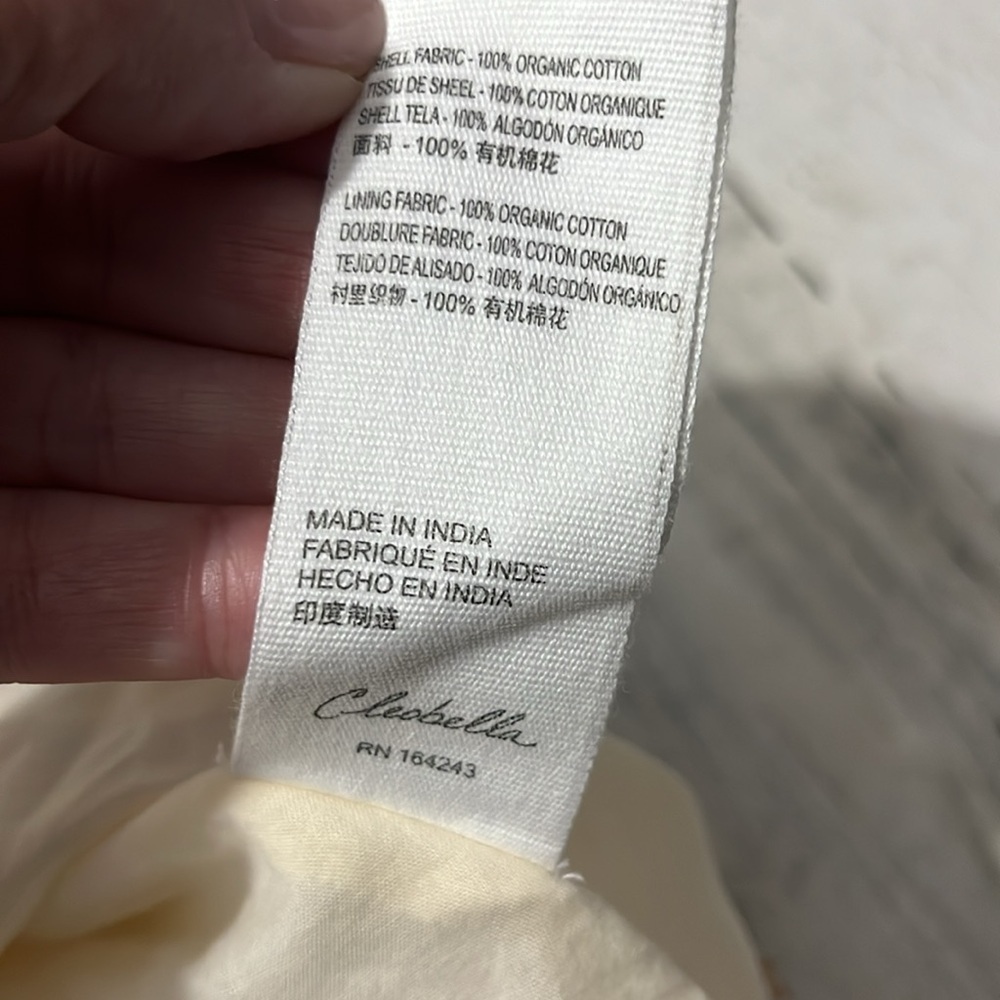 SHELL FABRIC - 100% ORGANIC COTTON
TISSU DE SHEEL - 100% COTON ORGANIQUE
SHELL TELA - 100% ALGODÓN ORGÁNICO
面料 - 100% 有机棉花
LINING FABRIC - 100% ORGANIC COTTON
DOUBLURE FABRIC - 100% COTON ORGANIQUE
TEJIDO DE ALISADO - 100% ALGODÓN ORGÁNICO
衬里织物 - 100% 有机棉花
MADE IN INDIA
FABRIQUÉ EN INDE
HECHO EN INDIA
印度制造
Cleobella
RN 164243